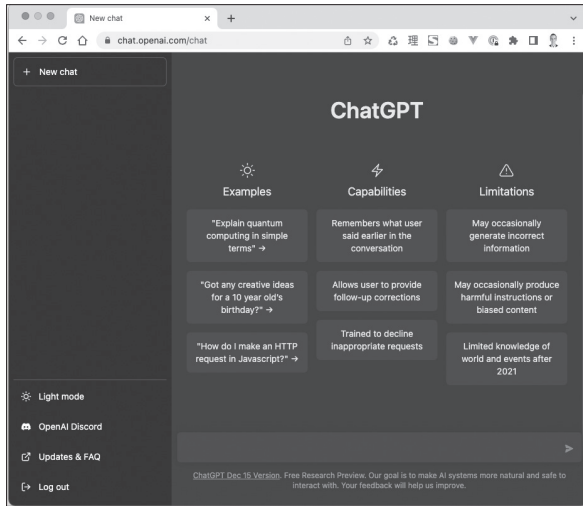 New chat
chat.openai.com/chat
理
+ New chat
ChatGPT
Examples
"Explain quantum
computing in simple
terms" →
"Got any creative ideas
for a 10 year old's
birthday?" →
"How do I make an HTTP
request in Javascript?" →
Capabilities
Remembers what user
said earlier in the
conversation
Allows user to provide
follow-up corrections
Trained to decline
inappropriate requests
Limitations
May occasionally
generate incorrect
information
May occasionally produce
harmful instructions or
biased content
Limited knowledge of
world and events after
2021
Light mode
OpenAI Discord
Updates & FAQ
Log out
ChatGPT Dec 15 Version. Free Research Preview. Our goal is to make AI systems more natural and safe to
interact with. Your feedback will help us improve.